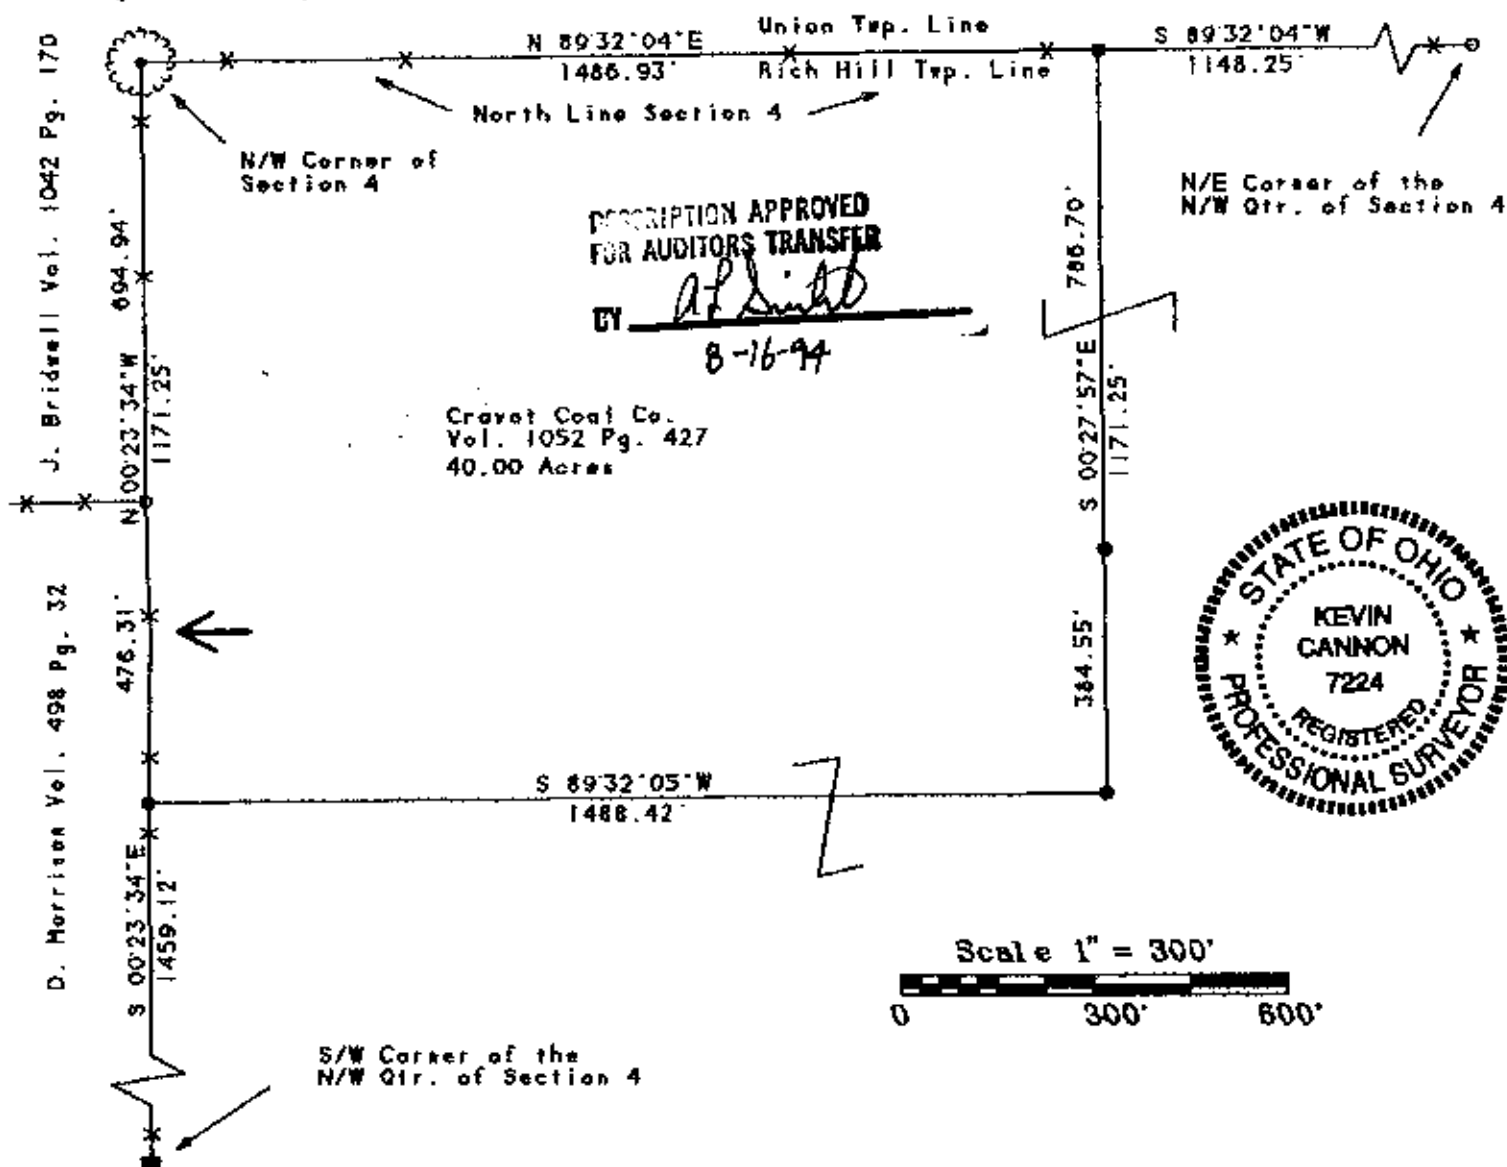 N 89°32'04"E
1486.93'
Union Twp. Line
Rich Hill Twp. Line
S 89°32'04"W
1148.25'
North Line Section 4
N/W Corner of
Section 4
N/E Corner of the
N/W Qtr. of Section 4
J. Bridwell Vol. 1042 Pg. 170
694.94'
N 00°23'34"W
1171.25'
DESCRIPTION APPROVED
FOR AUDITORS TRANSFER
BY
8-16-94
786.70'
S 00°27'57"E
1171.25'
384.55'
Cravat Coal Co.
Vol. 1052 Pg. 427
40.00 Acres
D. Morrison Vol. 498 Pg. 32
476.31'
STATE OF OHIO
KEVIN
CANNON
7224
REGISTERED
PROFESSIONAL SURVEYOR
S 89°32'05"W
1488.42'
S 00°23'34"E
1459.12'
Scale 1" = 300'
0 300' 600'
S/W Corner of the
N/W Qtr. of Section 4